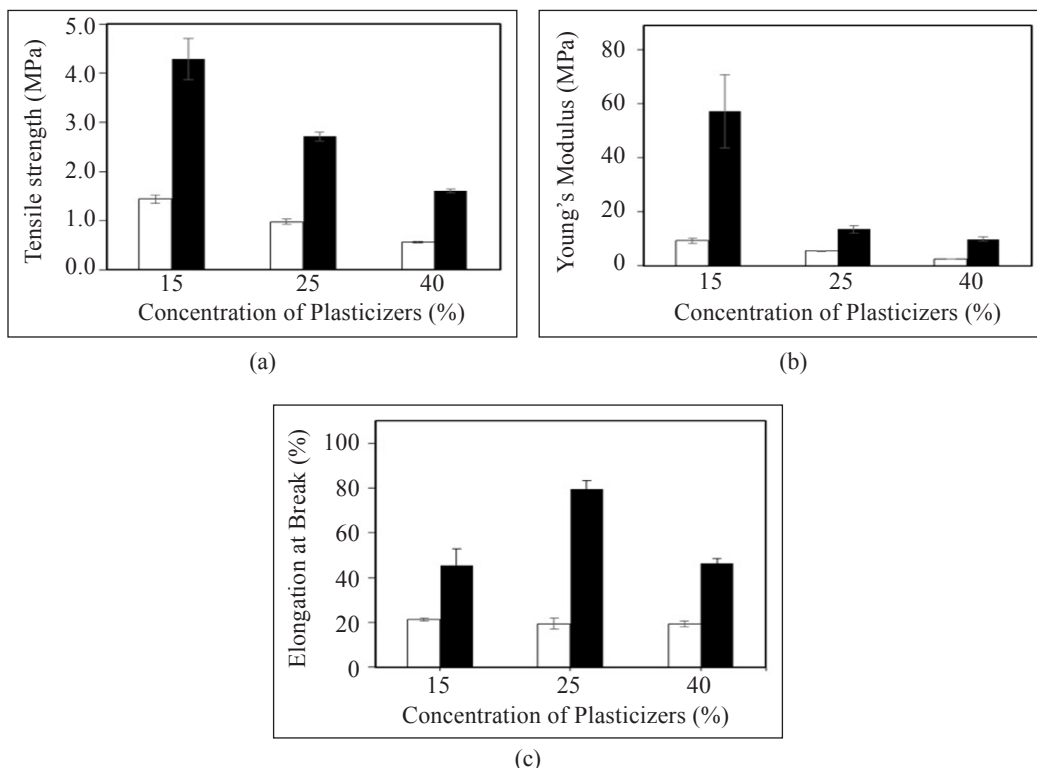 Tensile strength (MPa)
5.0
4.0
3.0
2.0
1.0
0.0
15 25 40
Concentration of Plasticizers (%)
(a)
Young's Modulus (MPa)
80
60
40
20
0
15 25 40
Concentration of Plasticizers (%)
(b)
Elongation at Break (%)
100
80
60
40
20
0
15 25 40
Concentration of Plasticizers (%)
(c)